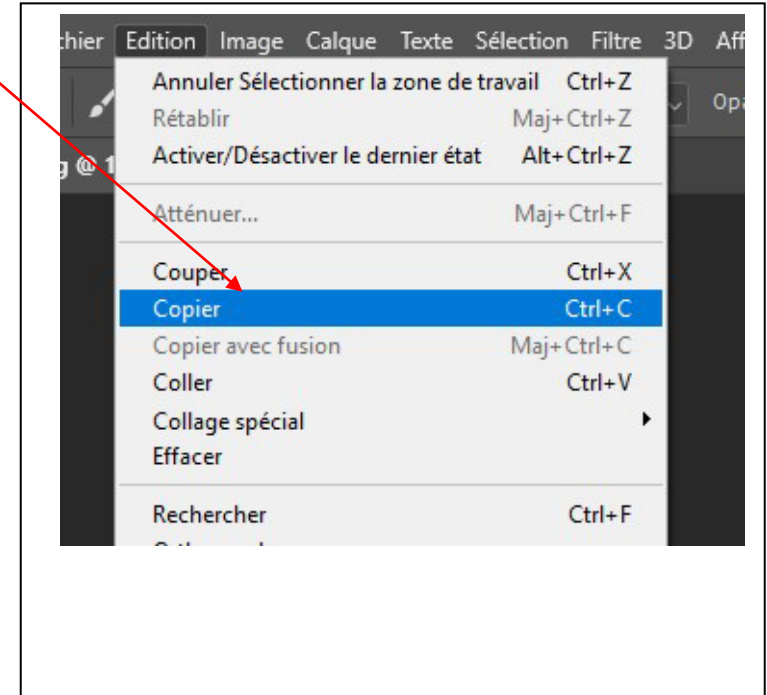 chier Edition Image Calque Texte Sélection Filtre 3D Aff
Annuler Sélectionner la zone de travail Ctrl+Z
Opa
Rétablir Maj+Ctrl+Z
g @ 1
Activer/Désactiver le dernier état Alt+Ctrl+Z
Atténuer... Maj+Ctrl+F
Couper Ctrl+X
Copier Ctrl+C
Copier avec fusion Maj+Ctrl+C
Coller Ctrl+V
Collage spécial
Effacer
Rechercher Ctrl+F